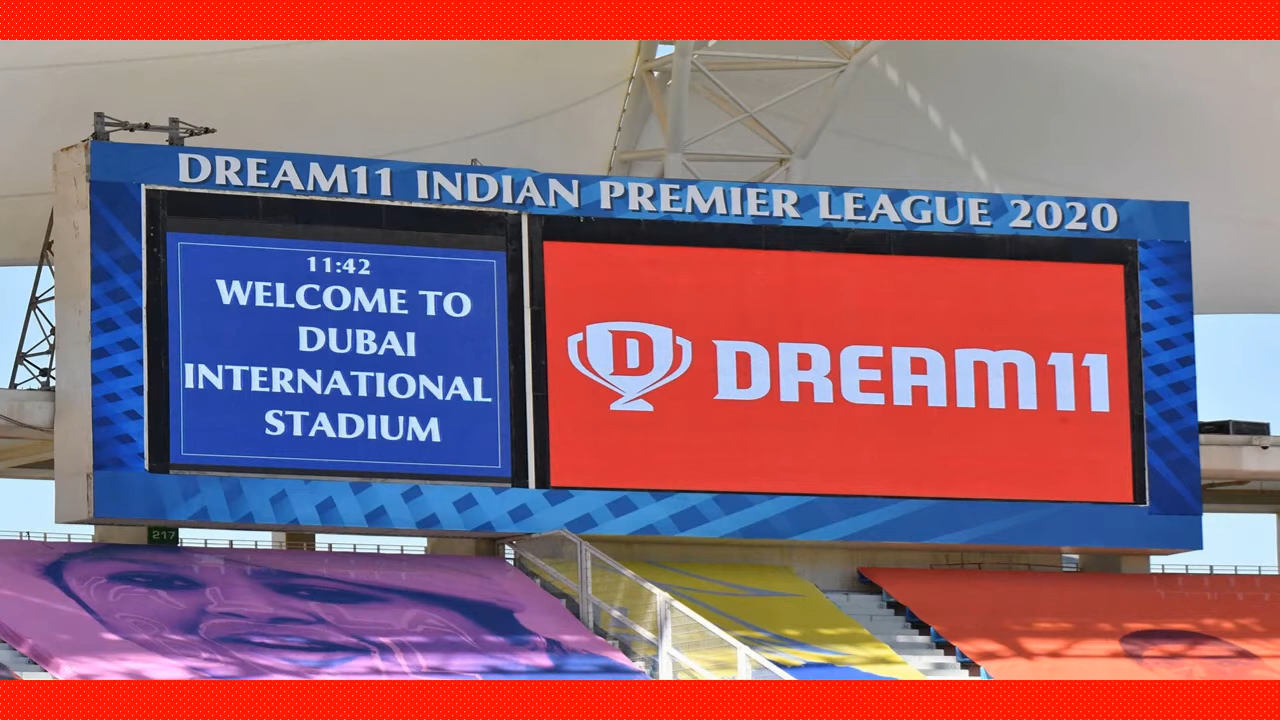 DREAM11 INDIAN PREMIER LEAGUE 2020
11:42
WELCOME TO
DUBAI
INTERNATIONAL
STADIUM
D DREAM11
217